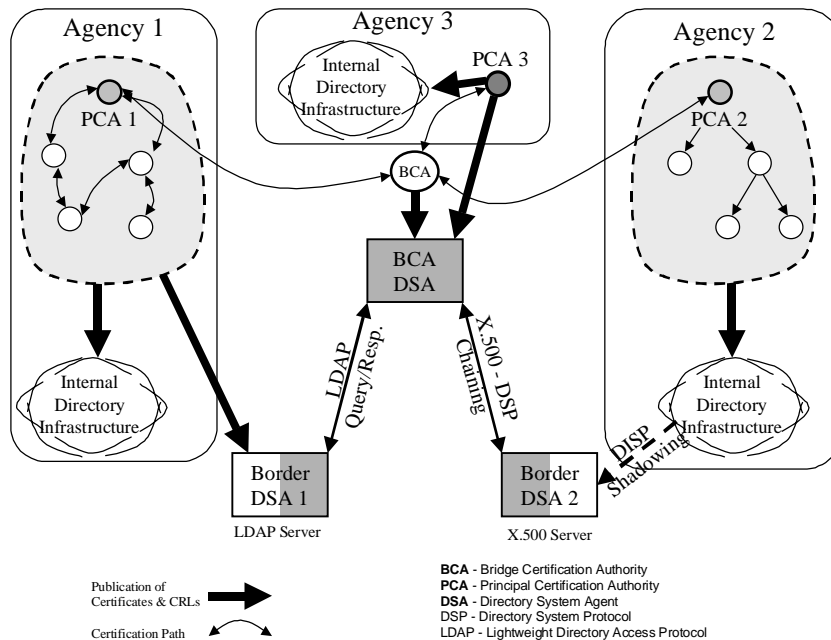 Agency 1
Agency 3
Agency 2
PCA 1
Internal
Directory
Infrastructure
PCA 3
PCA 2
BCA
BCA
DSA
LDAP
Query/Resp.
X.500 - DSP
Chaining
Internal
Directory
Infrastructure
Internal
Directory
Infrastructure
DISP
Shadowing
Border
DSA 1
LDAP Server
Border
DSA 2
X.500 Server
Publication of
Certificates & CRLs
Certification Path
BCA - Bridge Certification Authority
PCA - Principal Certification Authority
DSA - Directory System Agent
DSP - Directory System Protocol
LDAP - Lightweight Directory Access Protocol